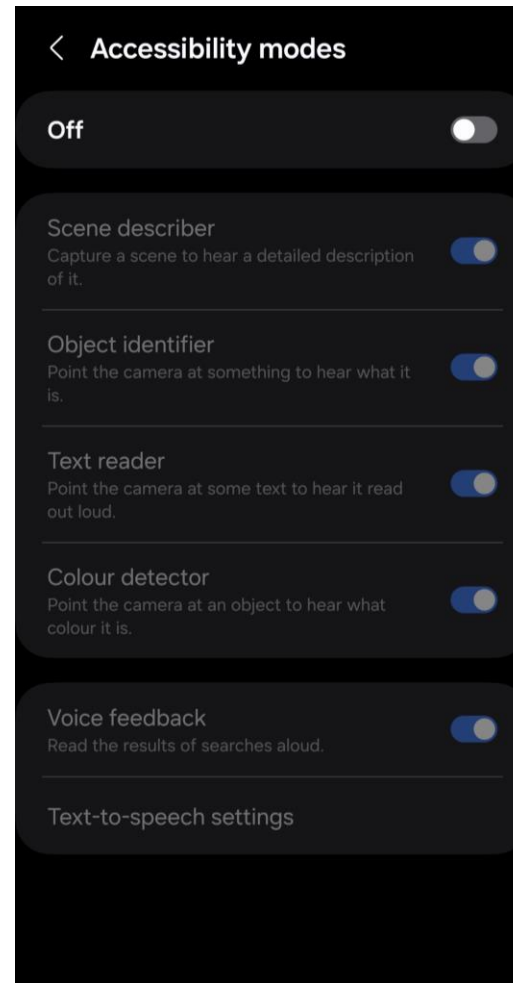 Accessibility modes
Off
Scene describer
Capture a scene to hear a detailed description
of it.
Object identifier
Point the camera at something to hear what it
is.
Text reader
Point the camera at some text to hear it read
out loud.
Colour detector
Point the camera at an object to hear what
colour it is.
Voice feedback
Read the results of searches aloud.
Text-to-speech settings